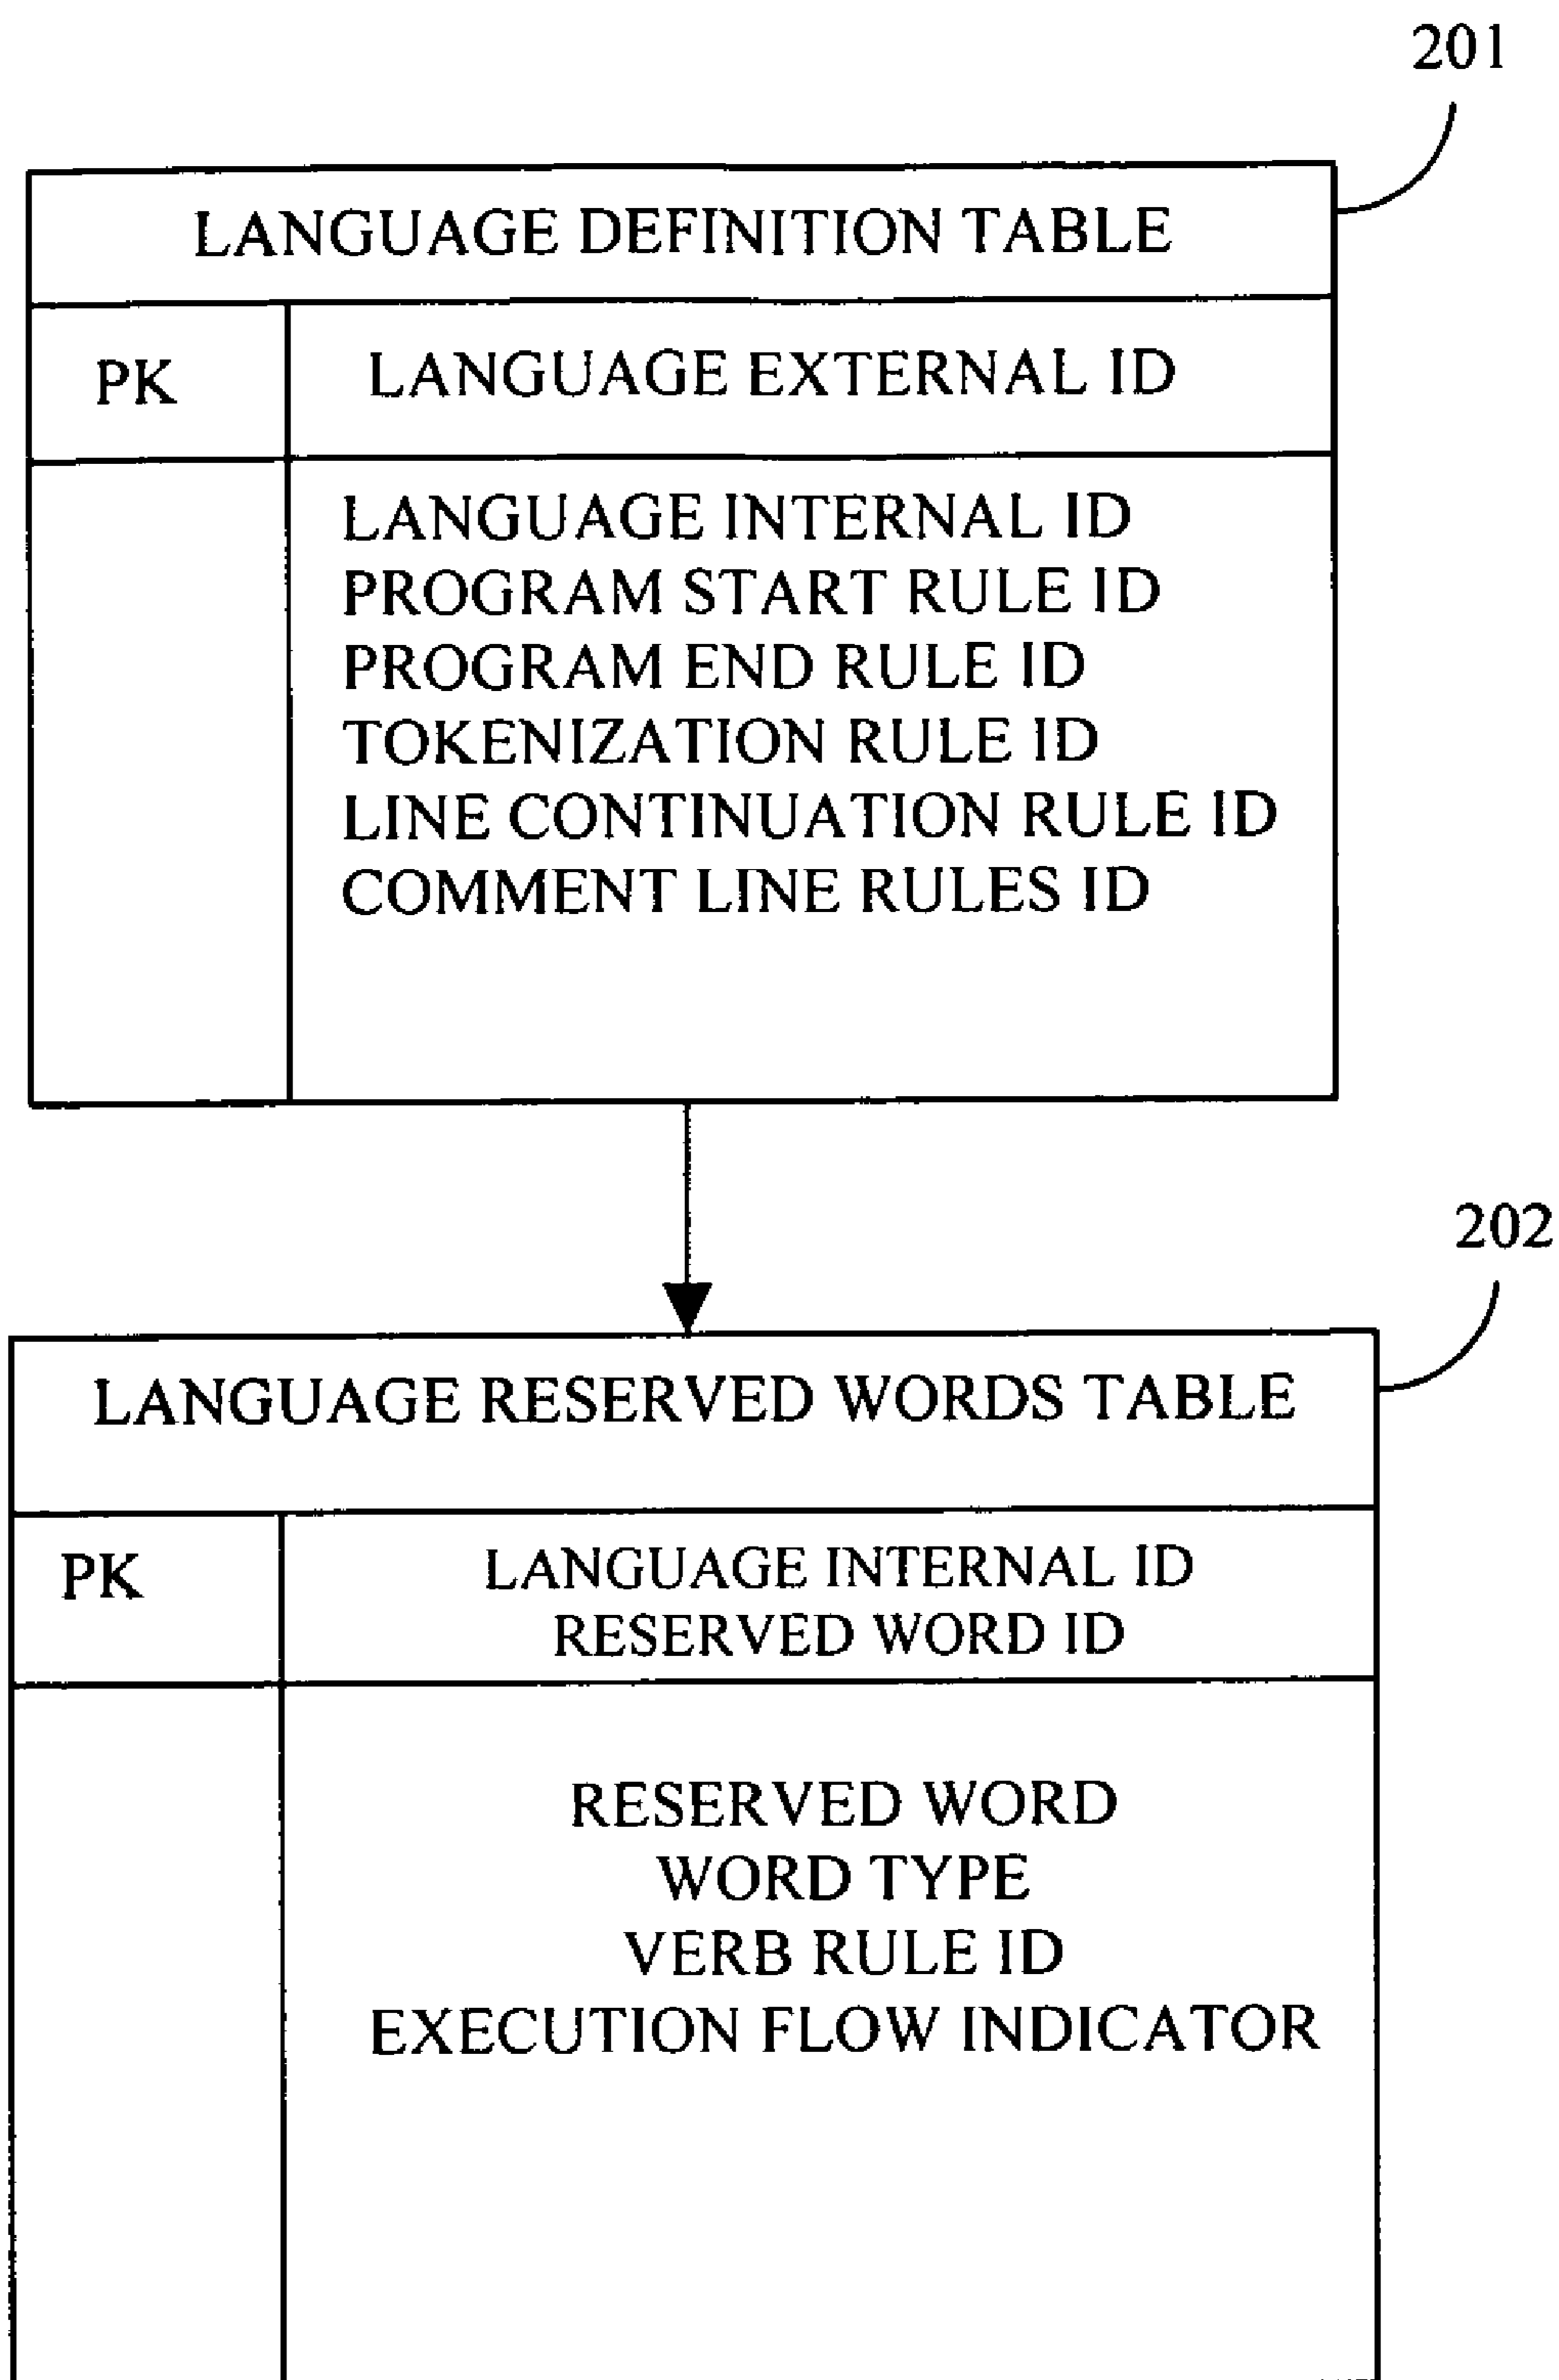 201
LANGUAGE DEFINITION TABLE
PK
LANGUAGE EXTERNAL ID
LANGUAGE INTERNAL ID
PROGRAM START RULE ID
PROGRAM END RULE ID
TOKENIZATION RULE ID
LINE CONTINUATION RULE ID
COMMENT LINE RULES ID
202
LANGUAGE RESERVED WORDS TABLE
PK
LANGUAGE INTERNAL ID
RESERVED WORD ID
RESERVED WORD
WORD TYPE
VERB RULE ID
EXECUTION FLOW INDICATOR